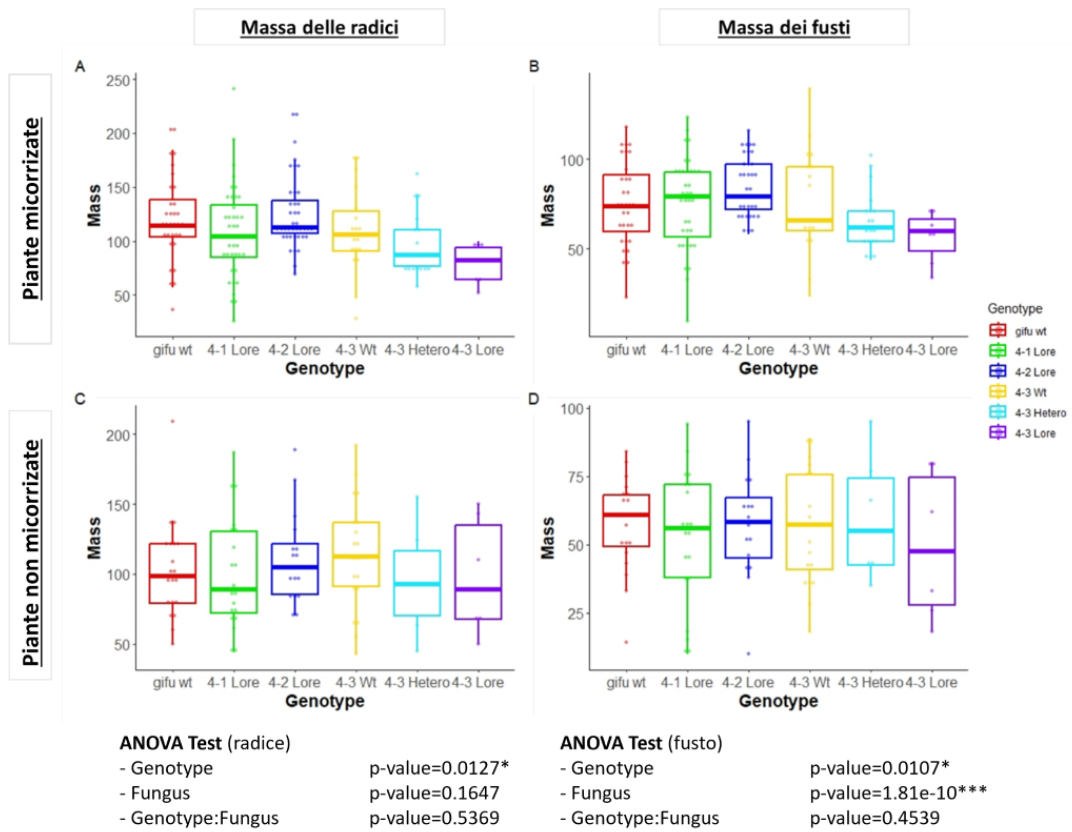 Massa delle radici
Massa dei fusti
Piante micorrizate
A
250
200
150
100
50
Mass
gifu wt 4-1 Lore 4-2 Lore 4-3 Wt 4-3 Hetero 4-3 Lore
Genotype
B
100
50
Mass
gifu wt 4-1 Lore 4-2 Lore 4-3 Wt 4-3 Hetero 4-3 Lore
Genotype
Genotype
gifu wt
4-1 Lore
4-2 Lore
4-3 Wt
4-3 Hetero
4-3 Lore
Piante non micorrizate
C
200
150
100
50
Mass
gifu wt 4-1 Lore 4-2 Lore 4-3 Wt 4-3 Hetero 4-3 Lore
Genotype
D
100
75
50
25
Mass
gifu wt 4-1 Lore 4-2 Lore 4-3 Wt 4-3 Hetero 4-3 Lore
Genotype
ANOVA Test (radice)
- Genotype p-value=0.0127*
- Fungus p-value=0.1647
- Genotype:Fungus p-value=0.5369
ANOVA Test (fusto)
- Genotype p-value=0.0107*
- Fungus p-value=1.81e-10***
- Genotype:Fungus p-value=0.4539